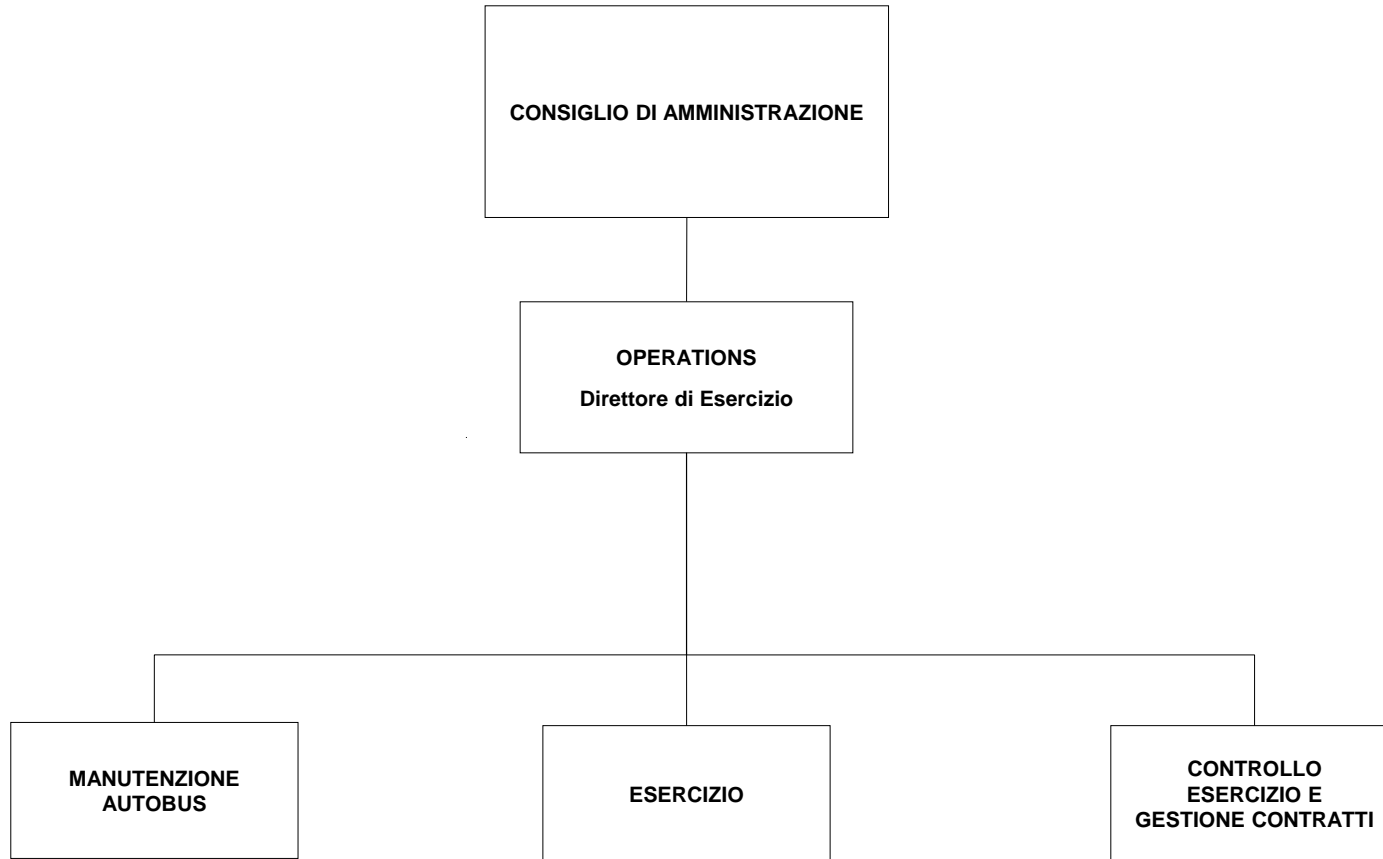 CONSIGLIO DI AMMINISTRAZIONE
OPERATIONS
Direttore di Esercizio
MANUTENZIONE
AUTOBUS
ESERCIZIO
CONTROLLO
ESERCIZIO E
GESTIONE CONTRATTI